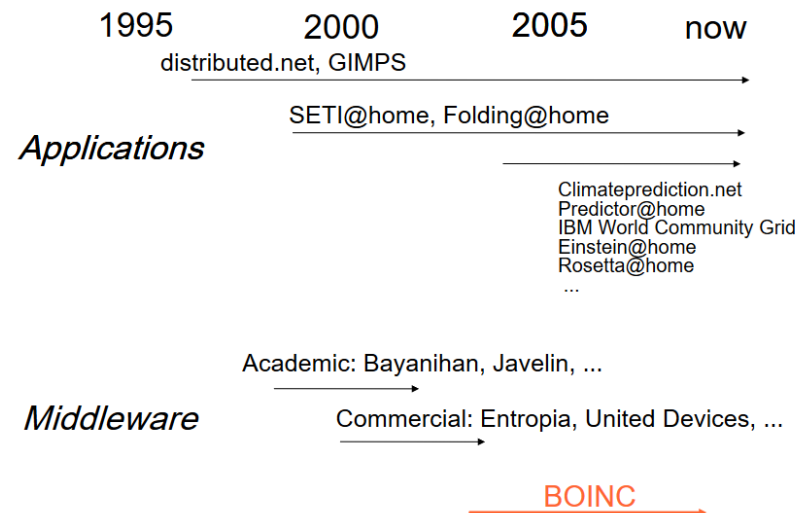 1995 2000 2005 now
distributed.net, GIMPS
SETI@home, Folding@home
Applications
Climateprediction.net
Predictor@home
IBM World Community Grid
Einstein@home
Rosetta@home
...
Academic: Bayanihan, Javelin, ...
Middleware
Commercial: Entropia, United Devices, ...
BOINC